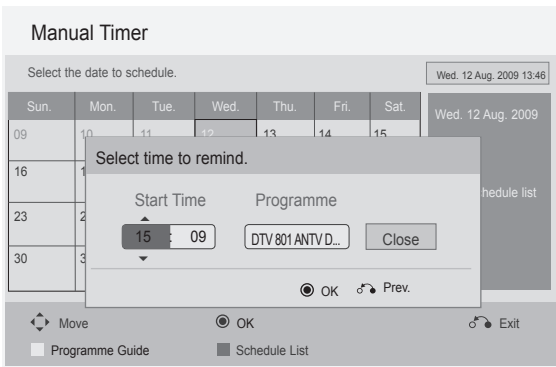 Manual Timer
Select the date to schedule.
Wed. 12 Aug. 2009 13:46
Sun. Mon. Tue. Wed. Thu. Fri. Sat.
Wed. 12 Aug. 2009
09 10 11 12 13 14 15
Select time to remind.
16
hedule list
Start Time Programme
23
15 : 09 DTV 801 ANTV D... Close
30
OK Prev.
Move OK Exit
Programme Guide Schedule List